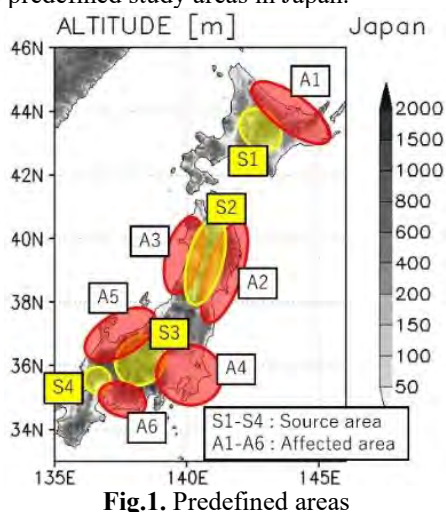 predefined study areas in Japan.
ALTITUDE [m]
Japan
46N
44N
42N
40N
38N
36N
34N
135E
140E
145E
A1
S1
S2
A3
A2
A5
S3
S4
A4
A6
2000
1500
1000
800
600
400
200
150
100
50
S1-S4 : Source area
A1-A6 : Affected area
Fig.1. Predefined areas